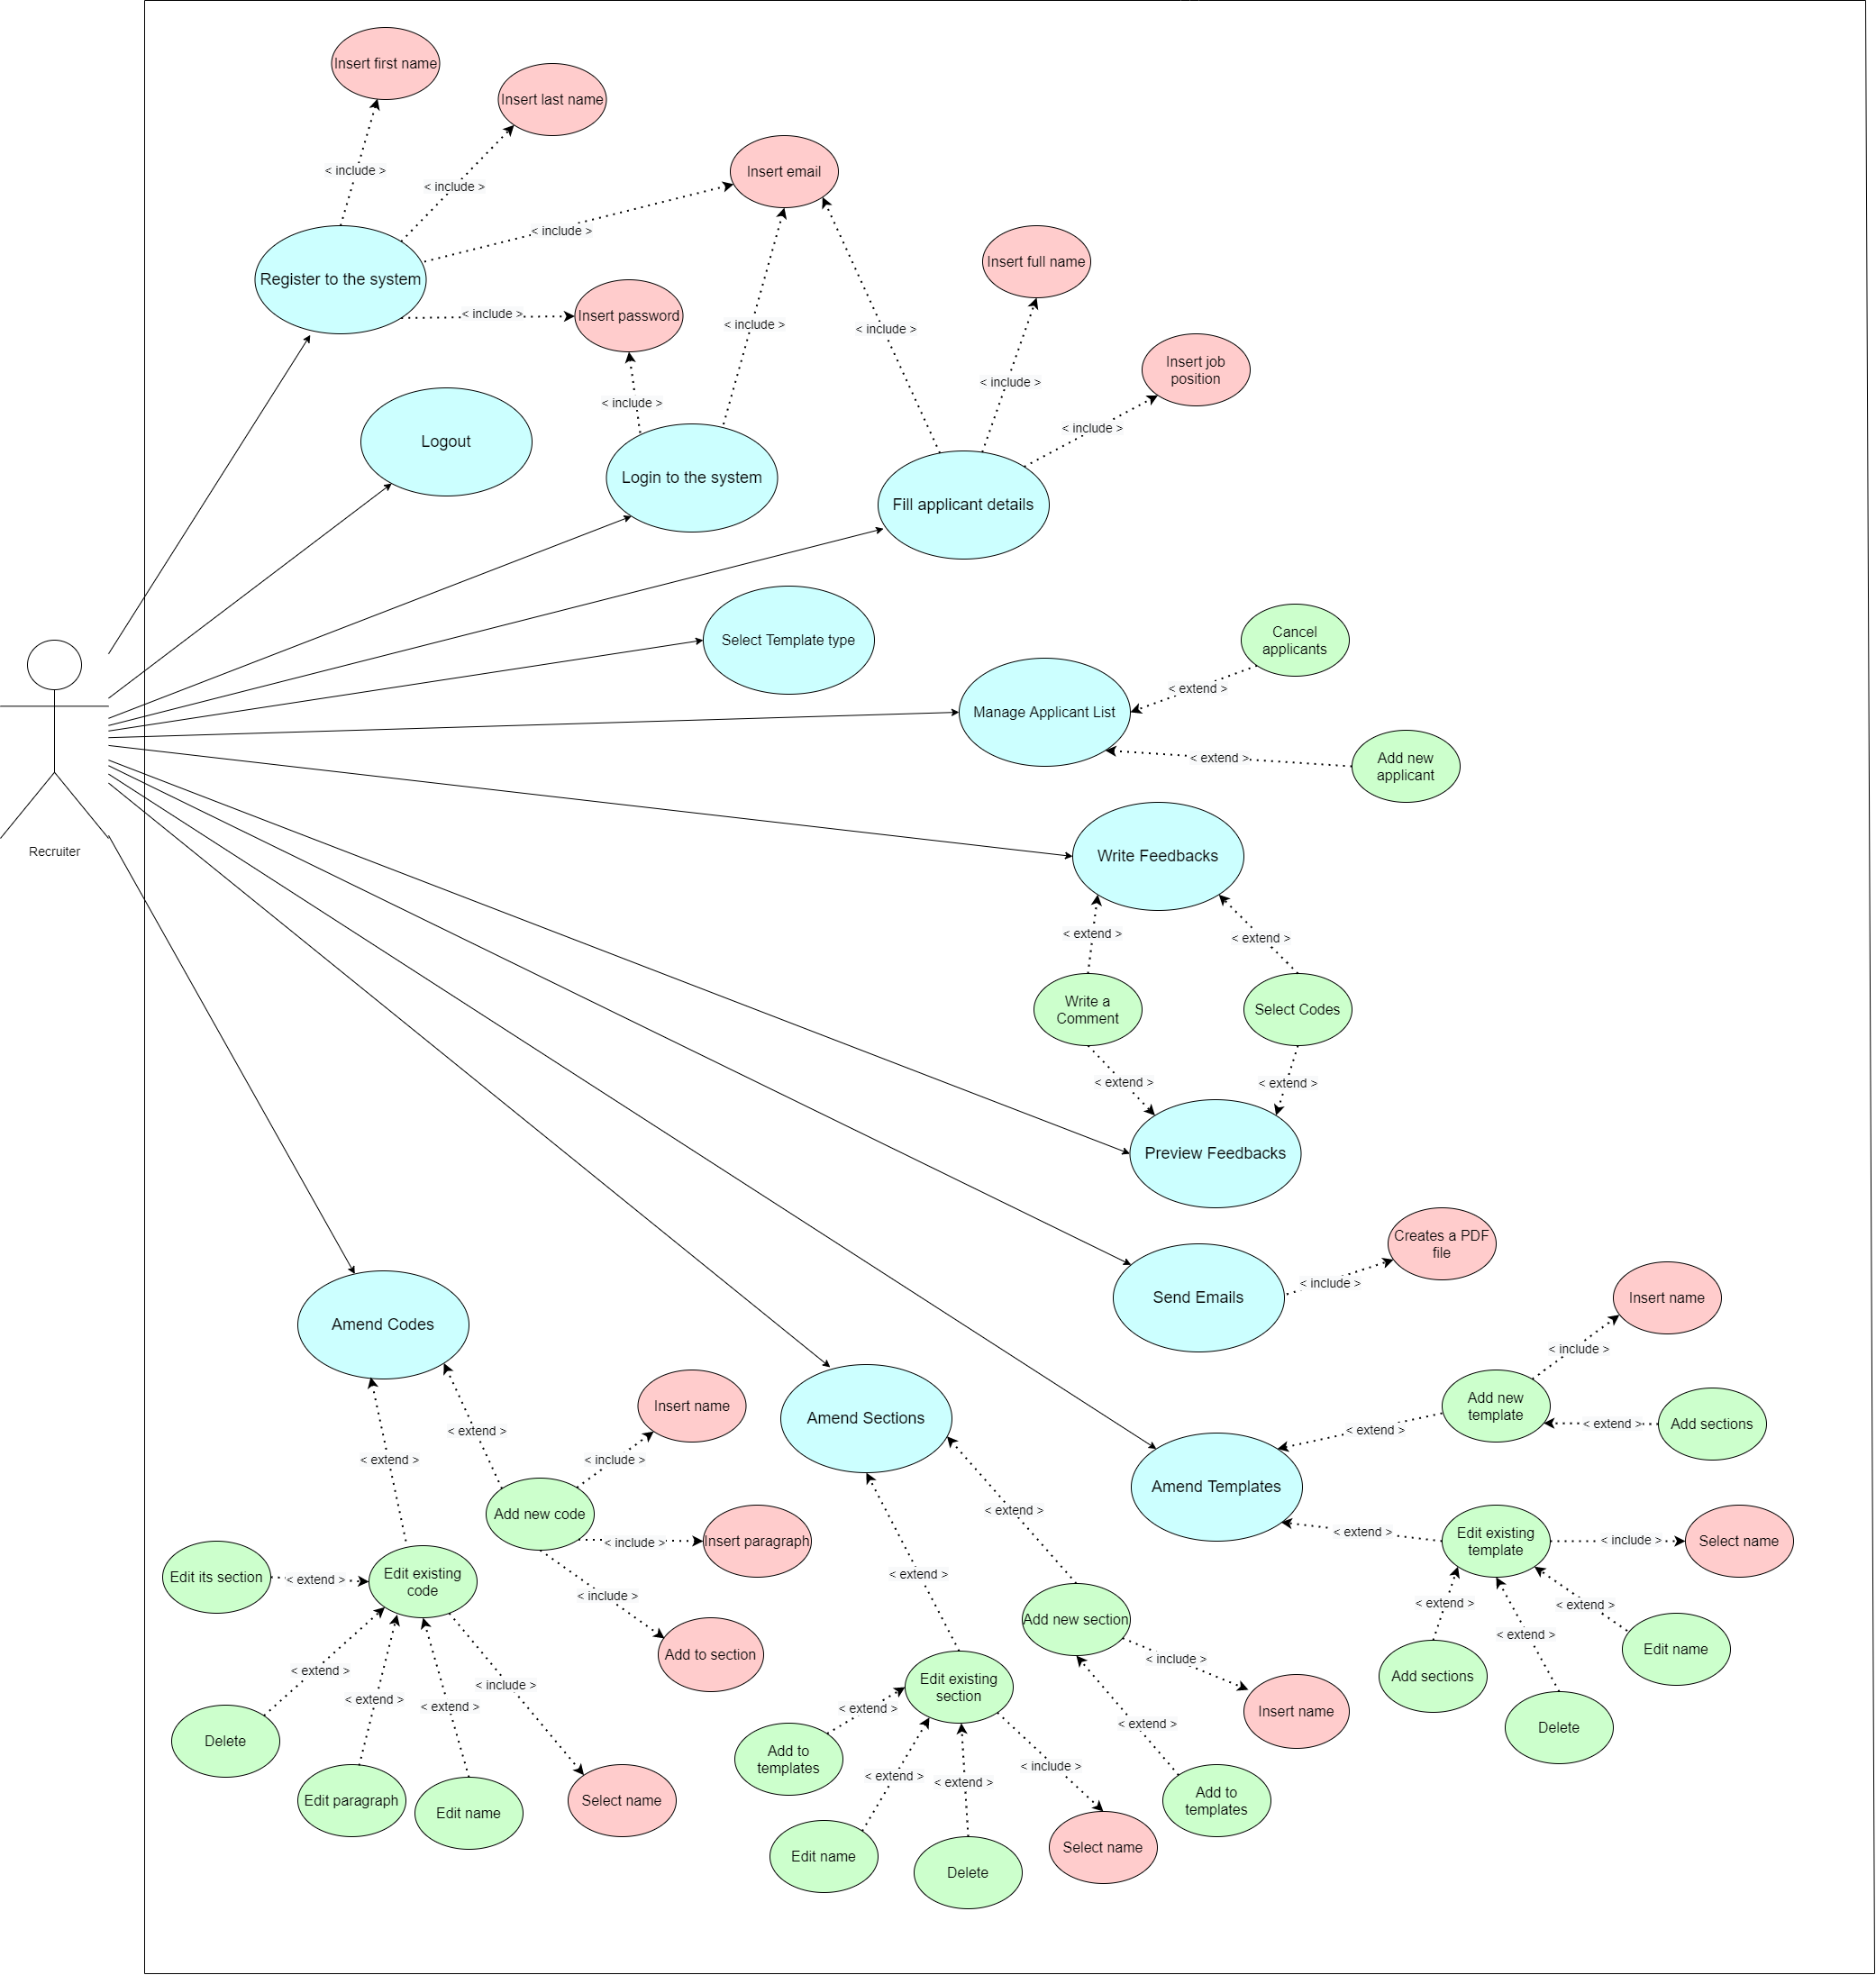 Insert first name
Insert last name
< include >
< include >
Insert email
< include >
Register to the system
Insert full name
< include >
Insert password
< include >
< include >
Insert job
position
< include >
< include >
< include >
Logout
Login to the system
Fill applicant details
Select Template type
Cancel
applicants
< extend >
Manage Applicant List
< extend >
Add new
applicant
Recruiter
Write Feedbacks
< extend >
< extend >
Write a
Comment
Select Codes
< extend >
< extend >
Preview Feedbacks
Creates a PDF
file
< include >
Send Emails
Insert name
< include >
Amend Codes
Add new
template
< extend >
Add sections
< extend >
Insert name
Amend Sections
< extend >
< extend >
< include >
Amend Templates
Add new code
< extend >
< include >
Insert paragraph
< extend >
Edit existing
template
< include >
Select name
Edit its section
< extend >
Edit existing
code
< include >
< extend >
Add new section
< extend >
< extend >
< extend >
Edit name
Add to section
< include >
Add sections
< extend >
< extend >
< extend >
< include >
Edit existing
section
< extend >
Insert name
< extend >
Delete
Delete
Add to
templates
< include >
Edit paragraph
Edit name
Select name
< extend >
< extend >
Add to
templates
Edit name
Delete
Select name